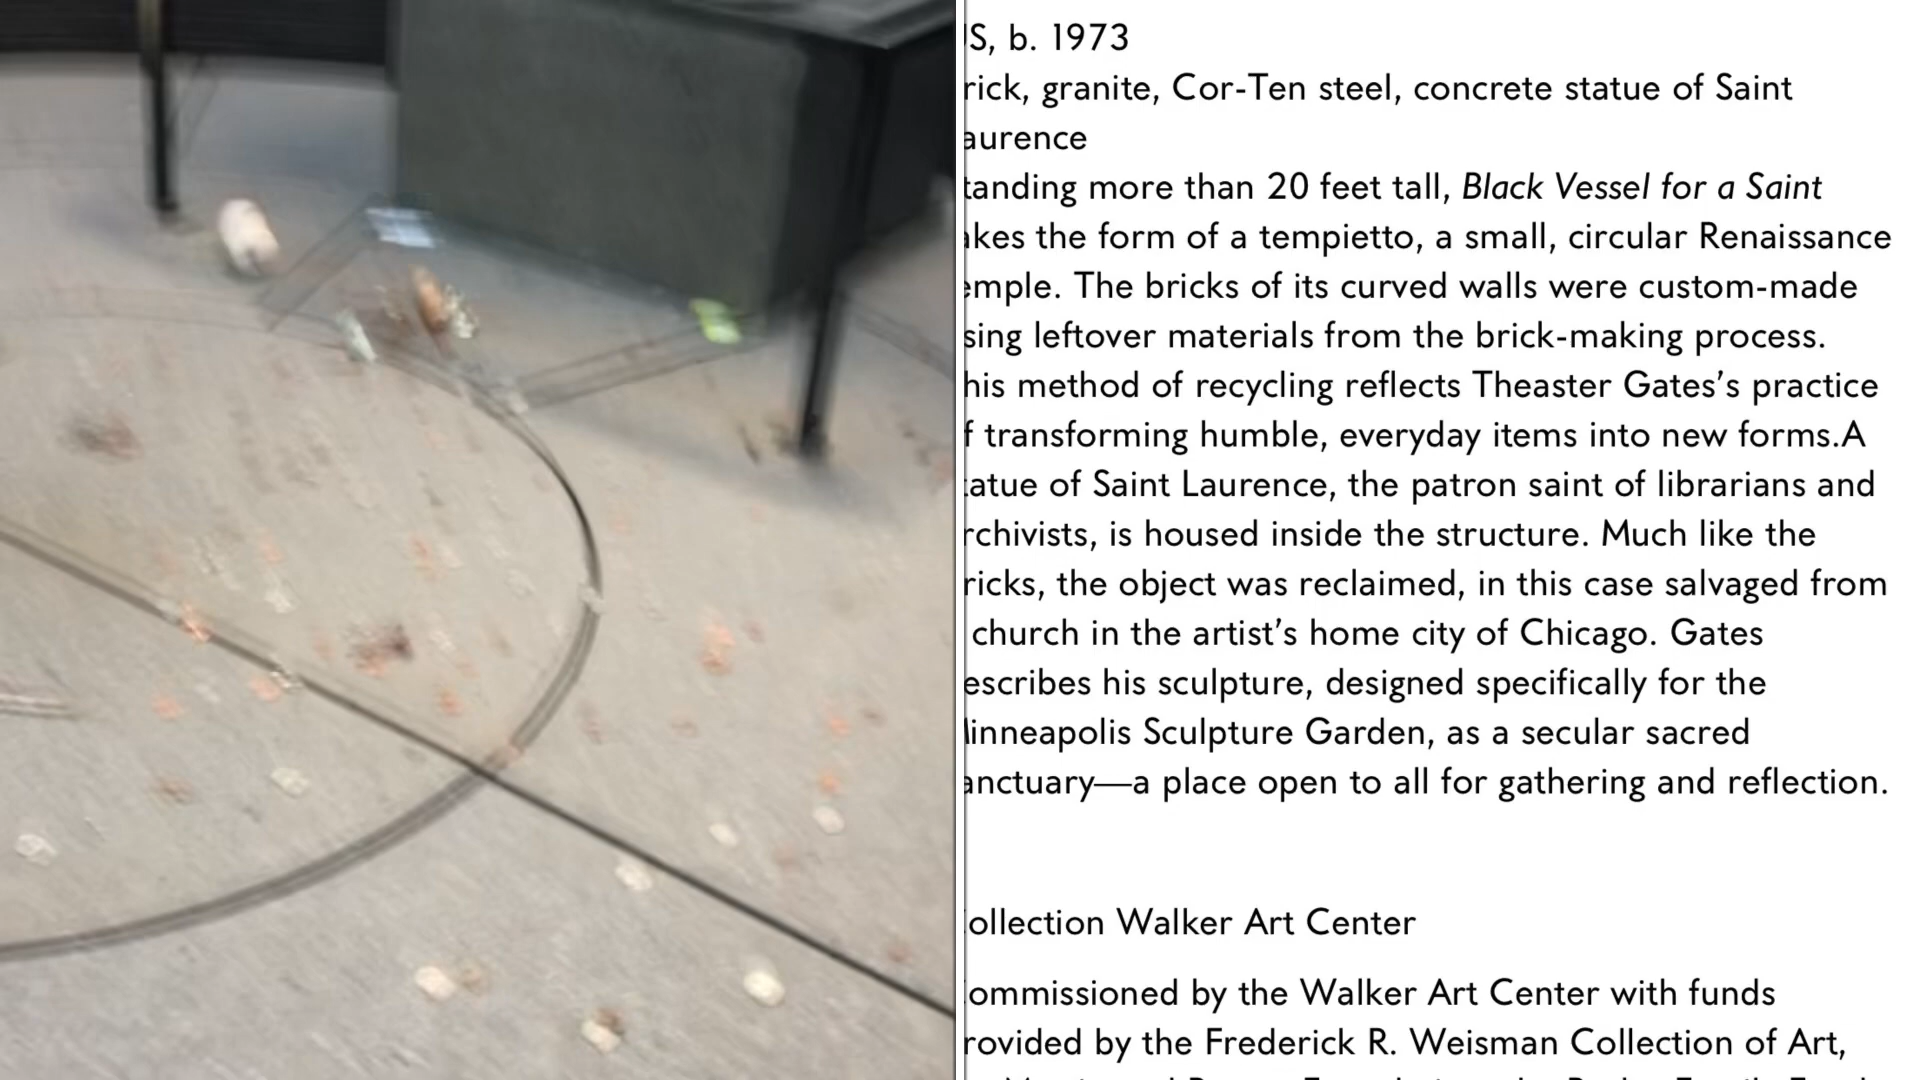 S, b. 1973
rick, granite, Cor-Ten steel, concrete statue of Saint
aurence
tanding more than 20 feet tall, Black Vessel for a Saint
akes the form of a tempietto, a small, circular Renaissance
emple. The bricks of its curved walls were custom-made
sing leftover materials from the brick-making process.
his method of recycling reflects Theaster Gates’s practice
f transforming humble, everyday items into new forms.A
tatue of Saint Laurence, the patron saint of librarians and
rchivists, is housed inside the structure. Much like the
ricks, the object was reclaimed, in this case salvaged from
church in the artist’s home city of Chicago. Gates
escribes his sculpture, designed specifically for the
inneapolis Sculpture Garden, as a secular sacred
anctuary—a place open to all for gathering and reflection.
ollection Walker Art Center
ommissioned by the Walker Art Center with funds
rovided by the Frederick R. Weisman Collection of Art,